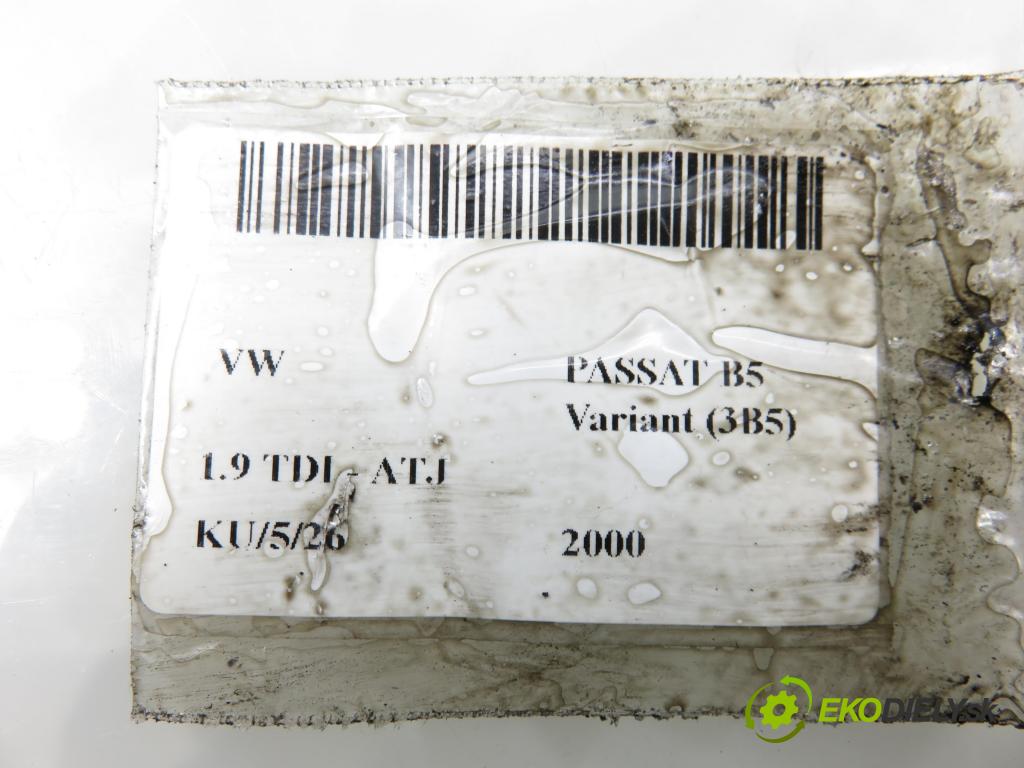 VW
PASSAT B5
Variant (3B5)
1.9 TDI - ATJ
KU/5/26
2000
EKODIELY.sk